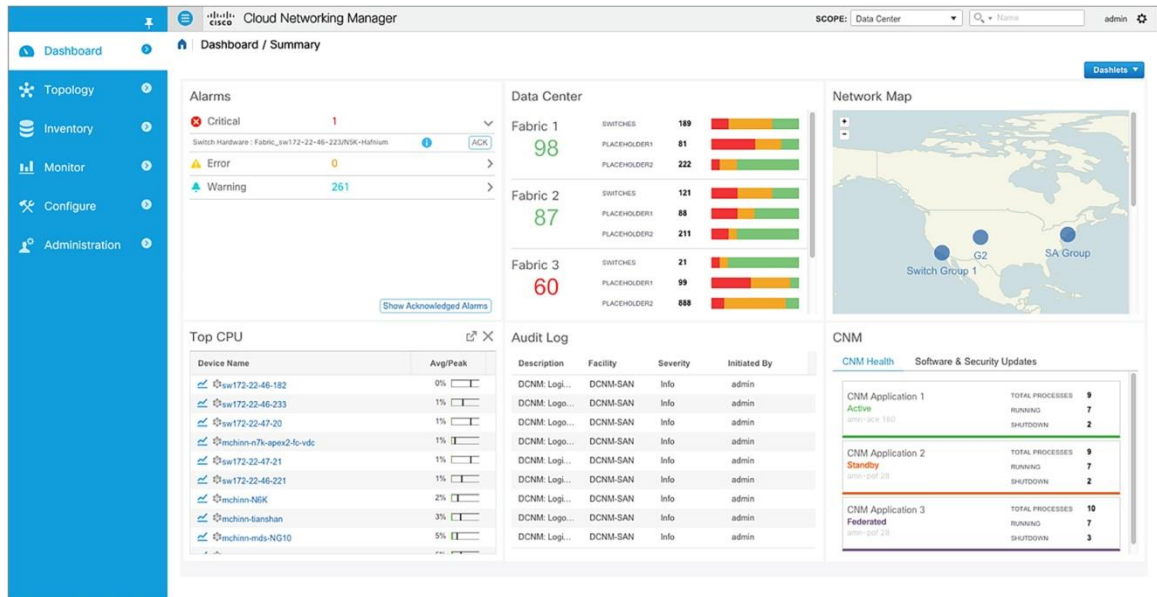 cisco Cloud Networking Manager
SCOPE: Data Center Name admin
Dashboard
Topology
Inventory
Monitor
Configure
Administration
Dashboard / Summary
Dashlets
Alarms
Critical 1
Switch Hardware : Fabric_sw172-22-46-223/N5K-Hafnium ACK
Error 0
Warning 261
Show Acknowledged Alarms
Data Center
Fabric 1
98
SWITCHES 189
PLACEHOLDER1 81
PLACEHOLDER2 222
Fabric 2
87
SWITCHES 121
PLACEHOLDER1 88
PLACEHOLDER2 211
Fabric 3
60
SWITCHES 21
PLACEHOLDER1 99
PLACEHOLDER2 888
Network Map
+
-
Switch Group 1
G2
SA Group
Top CPU
Device Name Avg/Peak
sw172-22-46-182 0%
sw172-22-46-233 1%
sw172-22-47-20 1%
mchinn-n7k-apex2-fc-vdc 1%
sw172-22-47-21 1%
sw172-22-46-221 1%
mchinn-N6K 2%
mchinn-tianshan 3%
mchinn-mds-NG10 5%
Audit Log
Description Facility Severity Initiated By
DCNM: Logi... DCNM-SAN Info admin
DCNM: Logo... DCNM-SAN Info admin
DCNM: Logi... DCNM-SAN Info admin
DCNM: Logo... DCNM-SAN Info admin
DCNM: Logi... DCNM-SAN Info admin
DCNM: Logi... DCNM-SAN Info admin
DCNM: Logi... DCNM-SAN Info admin
DCNM: Logo... DCNM-SAN Info admin
DCNM: Logi... DCNM-SAN Info admin
CNM
CNM Health Software & Security Updates
CNM Application 1
Active
amn-ace 160
TOTAL PROCESSES 9
RUNNING 7
SHUTDOWN 2
CNM Application 2
Standby
amn-pof 28
TOTAL PROCESSES 9
RUNNING 7
SHUTDOWN 2
CNM Application 3
Federated
amn-pof 28
TOTAL PROCESSES 10
RUNNING 7
SHUTDOWN 3